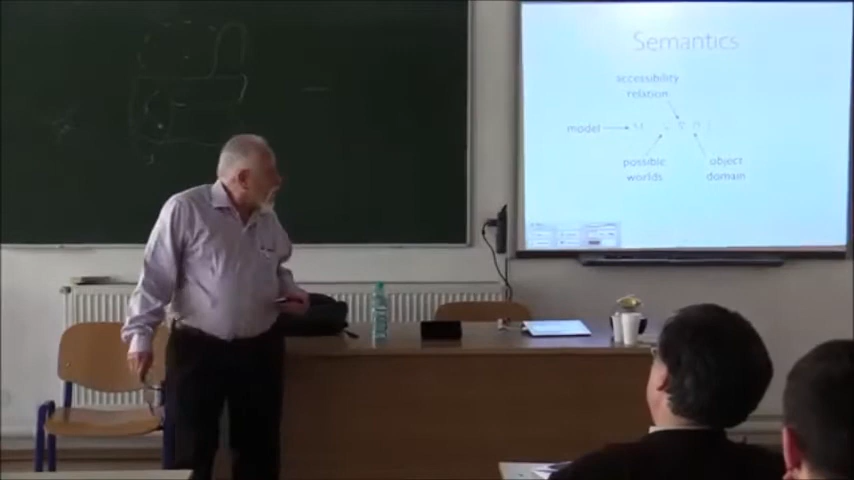 Semantics
accessibility
relation
model
possible
worlds
object
domain